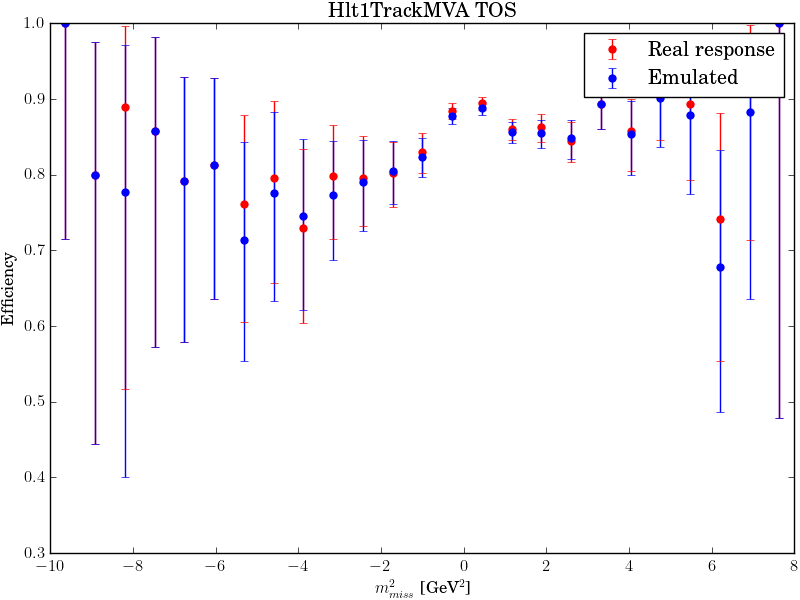 Hlt1TrackMVA TOS
Real response
Emulated
Efficiency
1.0
0.9
0.8
0.7
0.6
0.5
0.4
0.3
−10 −8 −6 −4 −2 0 2 4 6 8
m²miss [GeV²]